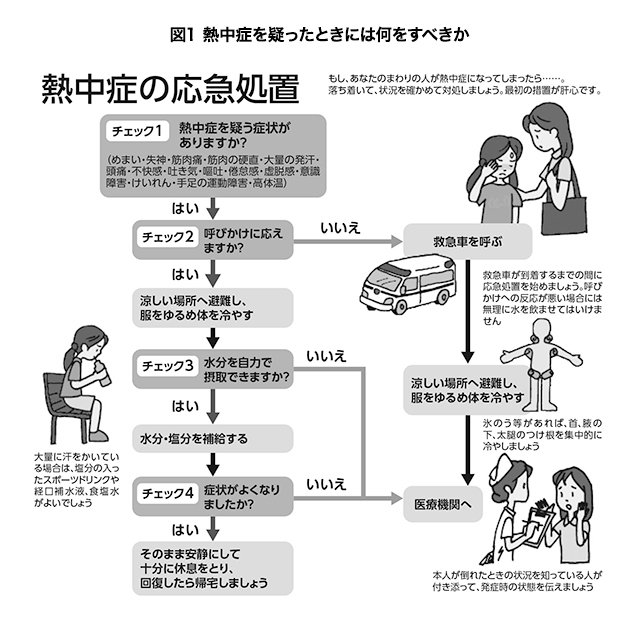 図1 熱中症を疑ったときには何をすべきか
熱中症の応急処置
もし、あなたのまわりの人が熱中症になってしまったら……。
落ち着いて、状況を確かめて対処しましょう。最初の措置が肝心です。
チェック1
熱中症を疑う症状が
ありますか?
(めまい・失神・筋肉痛・筋肉の硬直・大量の発汗・
頭痛・不快感・吐き気・嘔吐・倦怠感・虚脱感・意識
障害・けいれん・手足の運動障害・高体温)
はい
チェック2
呼びかけに応え
ますか?
いいえ
救急車を呼ぶ
はい
救急車が到着するまでの間に
応急処置を始めましょう。呼び
かけへの反応が悪い場合には
無理に水を飲ませてはいけま
せん
涼しい場所へ避難し、
服をゆるめ体を冷やす
チェック3
水分を自力で
摂取できますか?
いいえ
涼しい場所へ避難し、
服をゆるめ体を冷やす
はい
氷のう等があれば、首、腋の
下、太腿のつけ根を集中的に
冷やしましょう
水分・塩分を補給する
大量に汗をかいてい
る場合は、塩分の入っ
たスポーツドリンクや
経口補水液、食塩水
がよいでしょう
チェック4
症状がよくなり
ましたか?
いいえ
医療機関へ
はい
そのまま安静にして
十分に休息をとり、
回復したら帰宅しましょう
本人が倒れたときの状況を知っている人が
付き添って、発症時の状態を伝えましょう